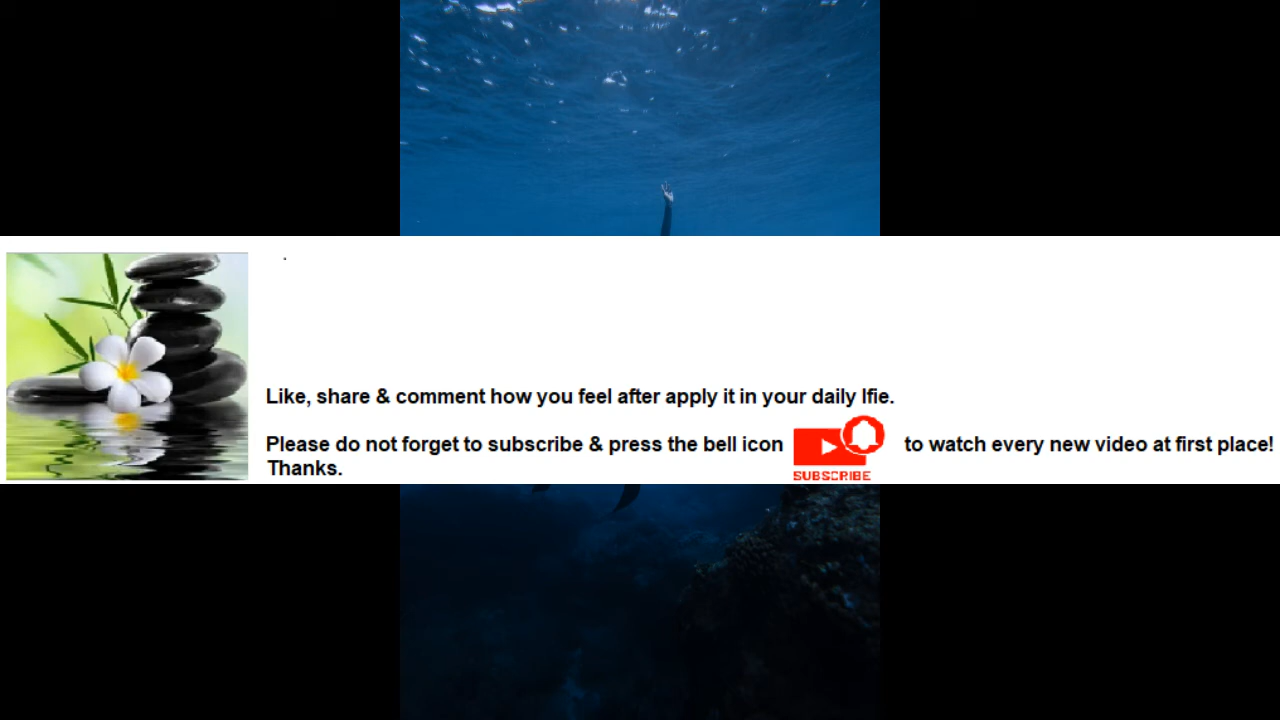 Like, share & comment how you feel after apply it in your daily lfie.
Please do not forget to subscribe & press the bell icon to watch every new video at first place!
SUBSCRIBE
Thanks.